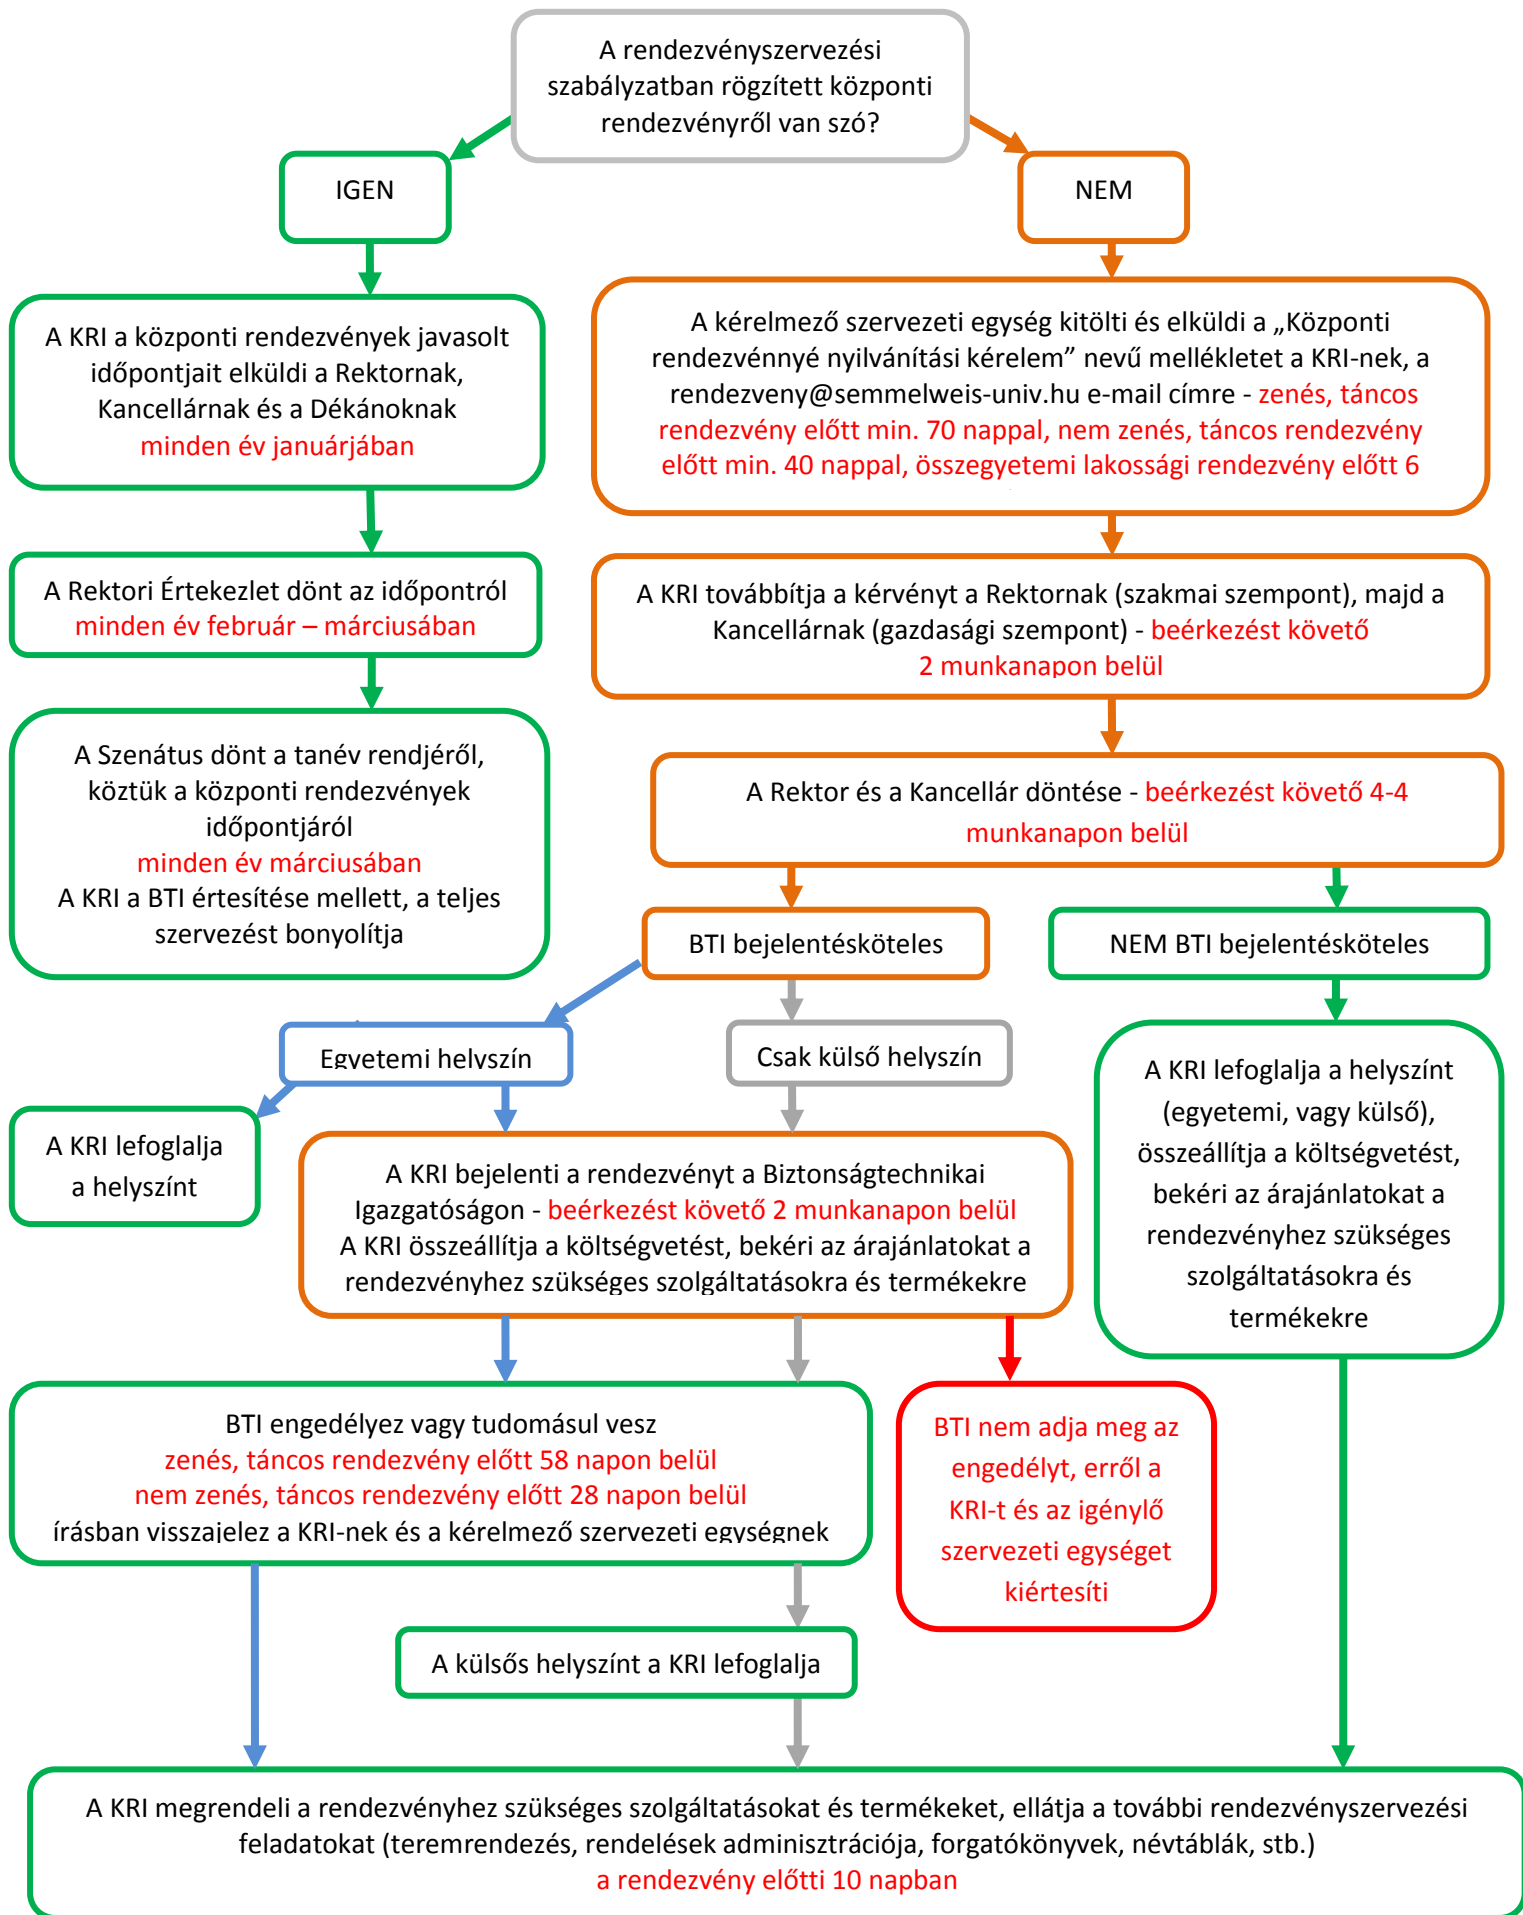 A rendezvényszervezési
szabályzatban rögzített központi
rendezvényről van szó?
IGEN
NEM
A KRI a központi rendezvények javasolt
időpontjait elküldi a Rektornak,
Kancellárnak és a Dékánoknak
minden év januárjában
A kérelmező szervezeti egység kitölti és elküldi a „Központi
rendezvénnyé nyilvánítási kérelem” nevű mellékletet a KRI-nek, a
rendezveny@semmelweis-univ.hu e-mail címre - zenés, táncos
rendezvény előtt min. 70 nappal, nem zenés, táncos rendezvény
előtt min. 40 nappal, összegyetemi lakossági rendezvény előtt 6
A Rektori Értekezlet dönt az időpontról
minden év február – márciusában
A KRI továbbítja a kérvényt a Rektornak (szakmai szempont), majd a
Kancellárnak (gazdasági szempont) - beérkezést követő
2 munkanapon belül
A Szenátus dönt a tanév rendjéről,
köztük a központi rendezvények
időpontjáról
minden év márciusában
A KRI a BTI értesítése mellett, a teljes
szervezést bonyolítja
A Rektor és a Kancellár döntése - beérkezést követő 4-4
munkanapon belül
BTI bejelentésköteles
NEM BTI bejelentésköteles
Egyetemi helyszín
Csak külső helyszín
A KRI lefoglalja
a helyszínt
A KRI bejelenti a rendezvényt a Biztonságtechnikai
Igazgatóságon - beérkezést követő 2 munkanapon belül
A KRI összeállítja a költségvetést, bekéri az árajánlatokat a
rendezvényhez szükséges szolgáltatásokra és termékekre
A KRI lefoglalja a helyszínt
(egyetemi, vagy külső),
összeállítja a költségvetést,
bekéri az árajánlatokat a
rendezvényhez szükséges
szolgáltatásokra és
termékekre
BTI engedélyez vagy tudomásul vesz
zenés, táncos rendezvény előtt 58 napon belül
nem zenés, táncos rendezvény előtt 28 napon belül
írásban visszajelez a KRI-nek és a kérelmező szervezeti egységnek
BTI nem adja meg az
engedélyt, erről a
KRI-t és az igénylő
szervezeti egységet
kiértesíti
A külsős helyszínt a KRI lefoglalja
A KRI megrendeli a rendezvényhez szükséges szolgáltatásokat és termékeket, ellátja a további rendezvényszervezési
feladatokat (teremrendezés, rendelések adminisztrációja, forgatókönyvek, névtáblák, stb.)
a rendezvény előtti 10 napban